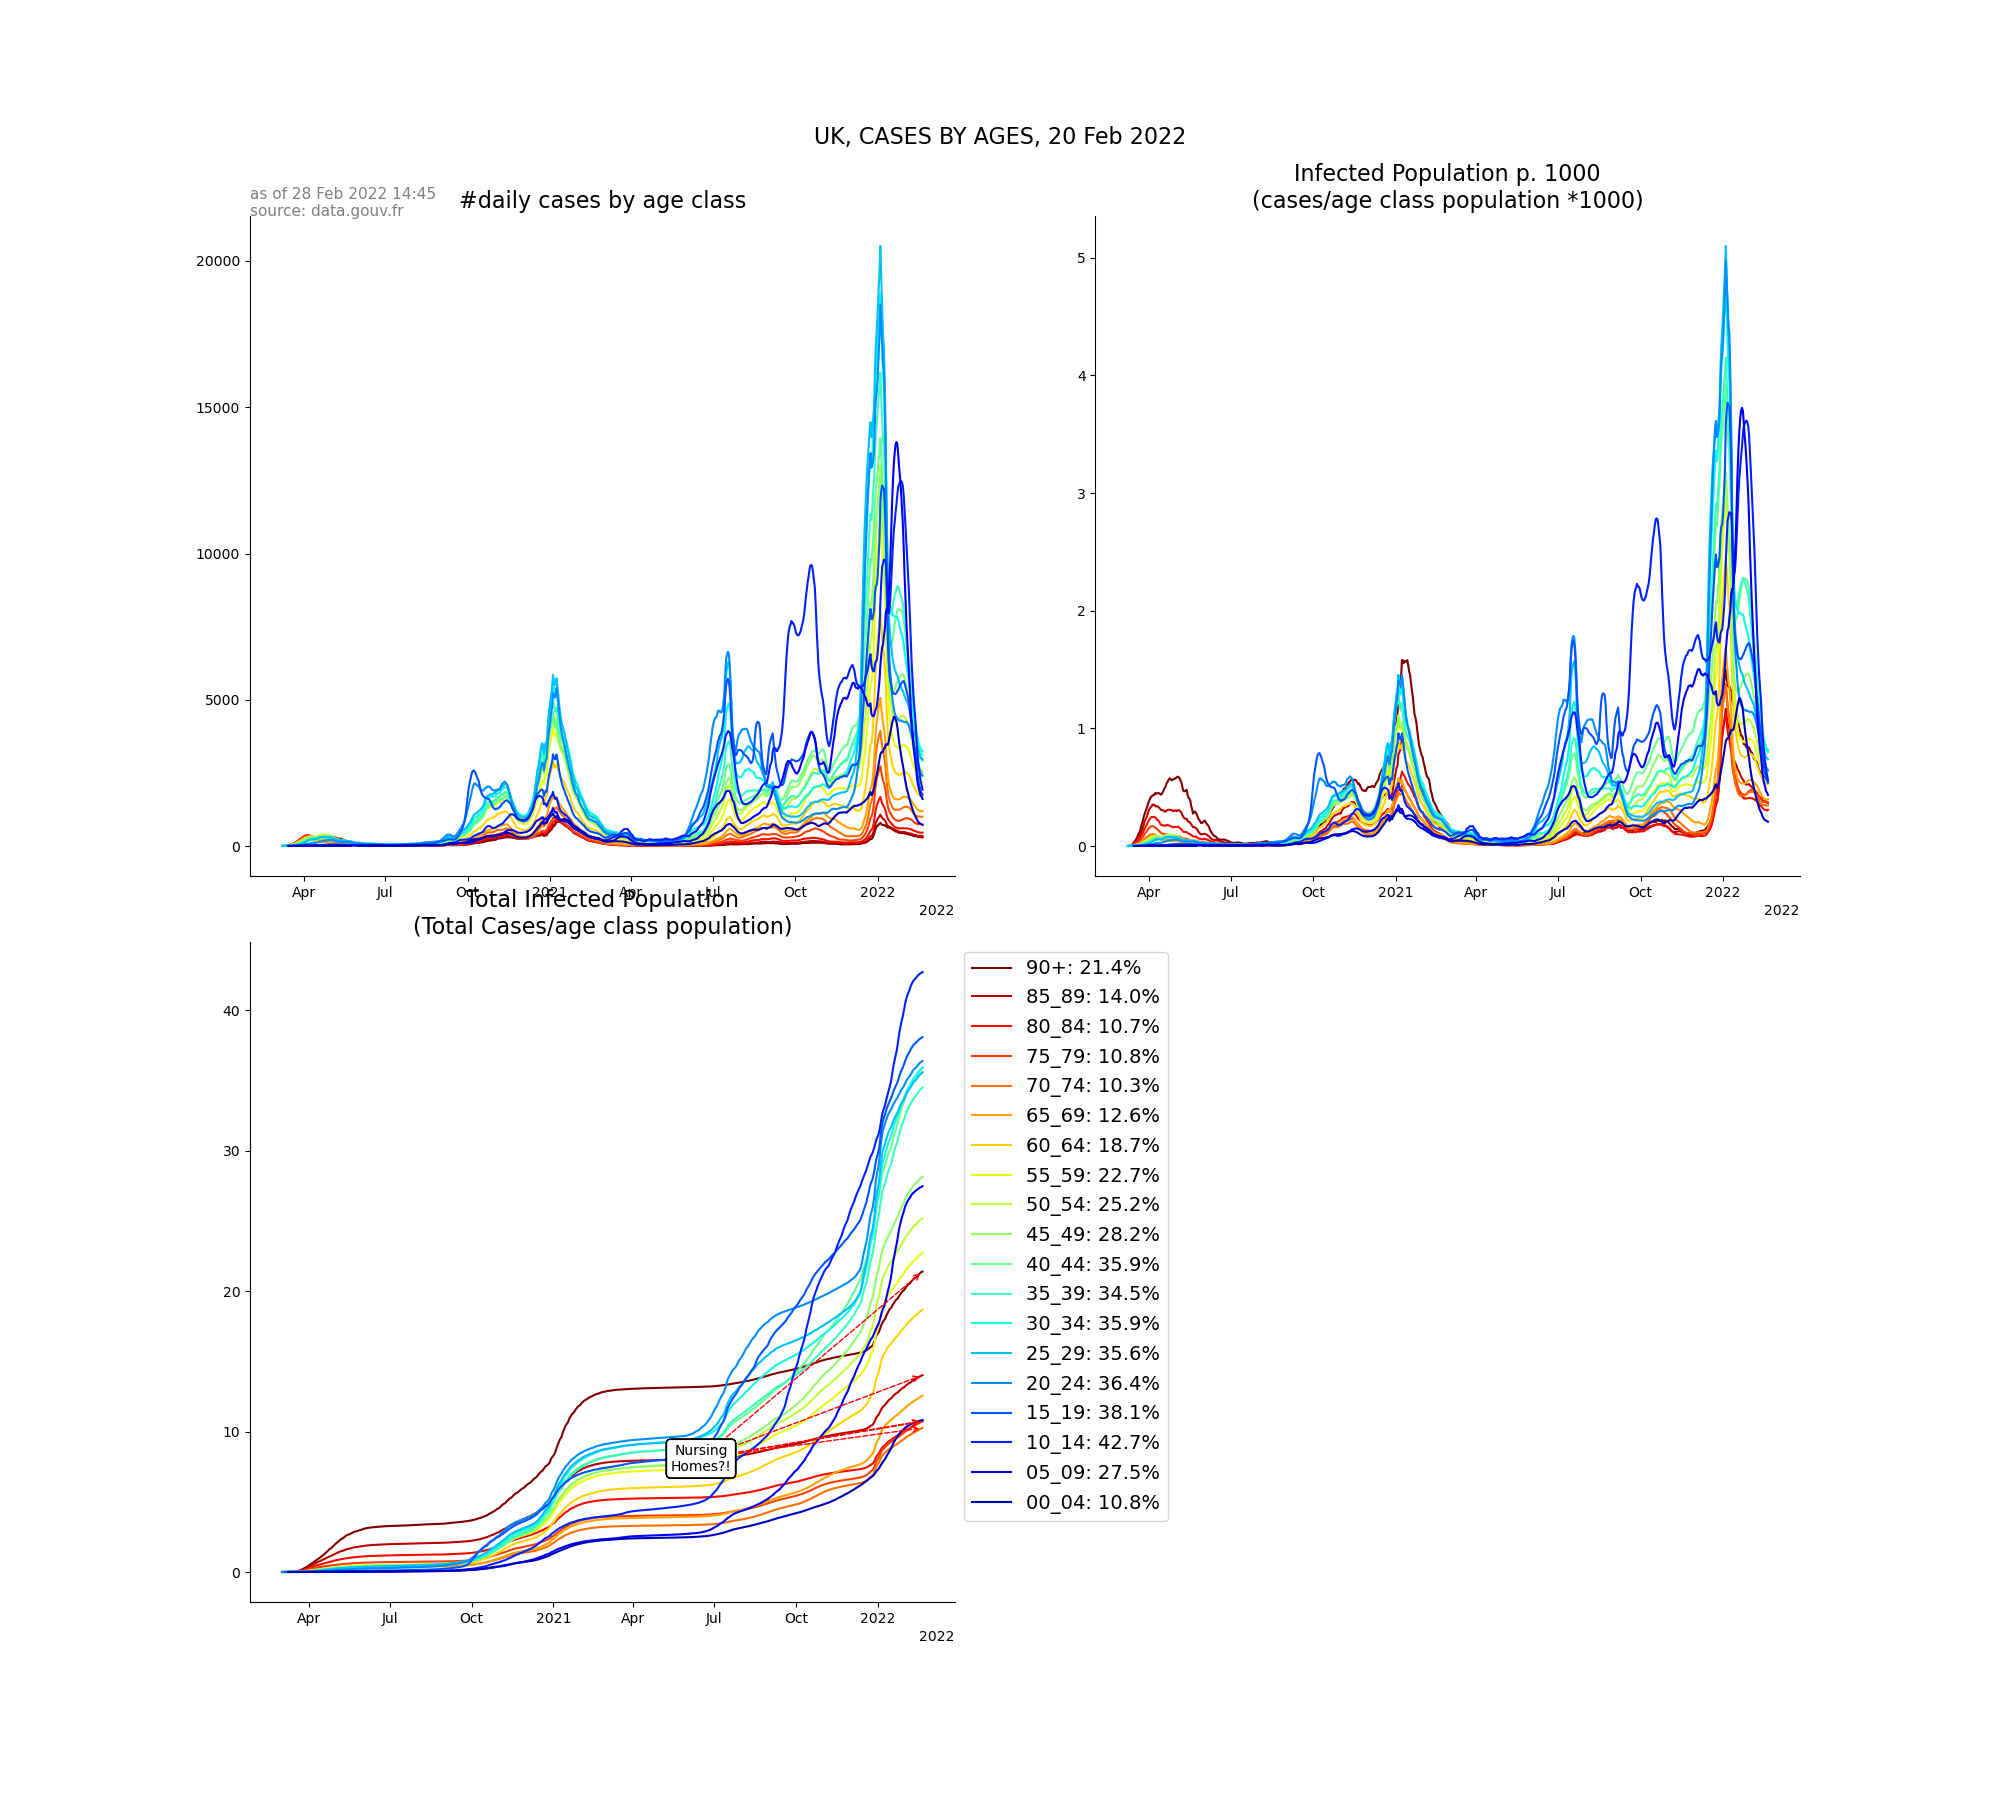 UK, CASES BY AGES, 20 Feb 2022
as of 28 Feb 2022 14:45
source: data.gouv.fr
#daily cases by age class
20000
15000
10000
5000
0
Apr
Jul
Oct
2021
Apr
Jul
Oct
2022
2022
Infected Population p. 1000
(cases/age class population *1000)
5
4
3
2
1
0
Apr
Jul
Oct
2021
Apr
Jul
Oct
2022
2022
Total Infected Population
(Total Cases/age class population)
40
30
20
10
0
Nursing
Homes?!
Apr
Jul
Oct
2021
Apr
Jul
Oct
2022
2022
90+: 21.4%
85_89: 14.0%
80_84: 10.7%
75_79: 10.8%
70_74: 10.3%
65_69: 12.6%
60_64: 18.7%
55_59: 22.7%
50_54: 25.2%
45_49: 28.2%
40_44: 35.9%
35_39: 34.5%
30_34: 35.9%
25_29: 35.6%
20_24: 36.4%
15_19: 38.1%
10_14: 42.7%
05_09: 27.5%
00_04: 10.8%